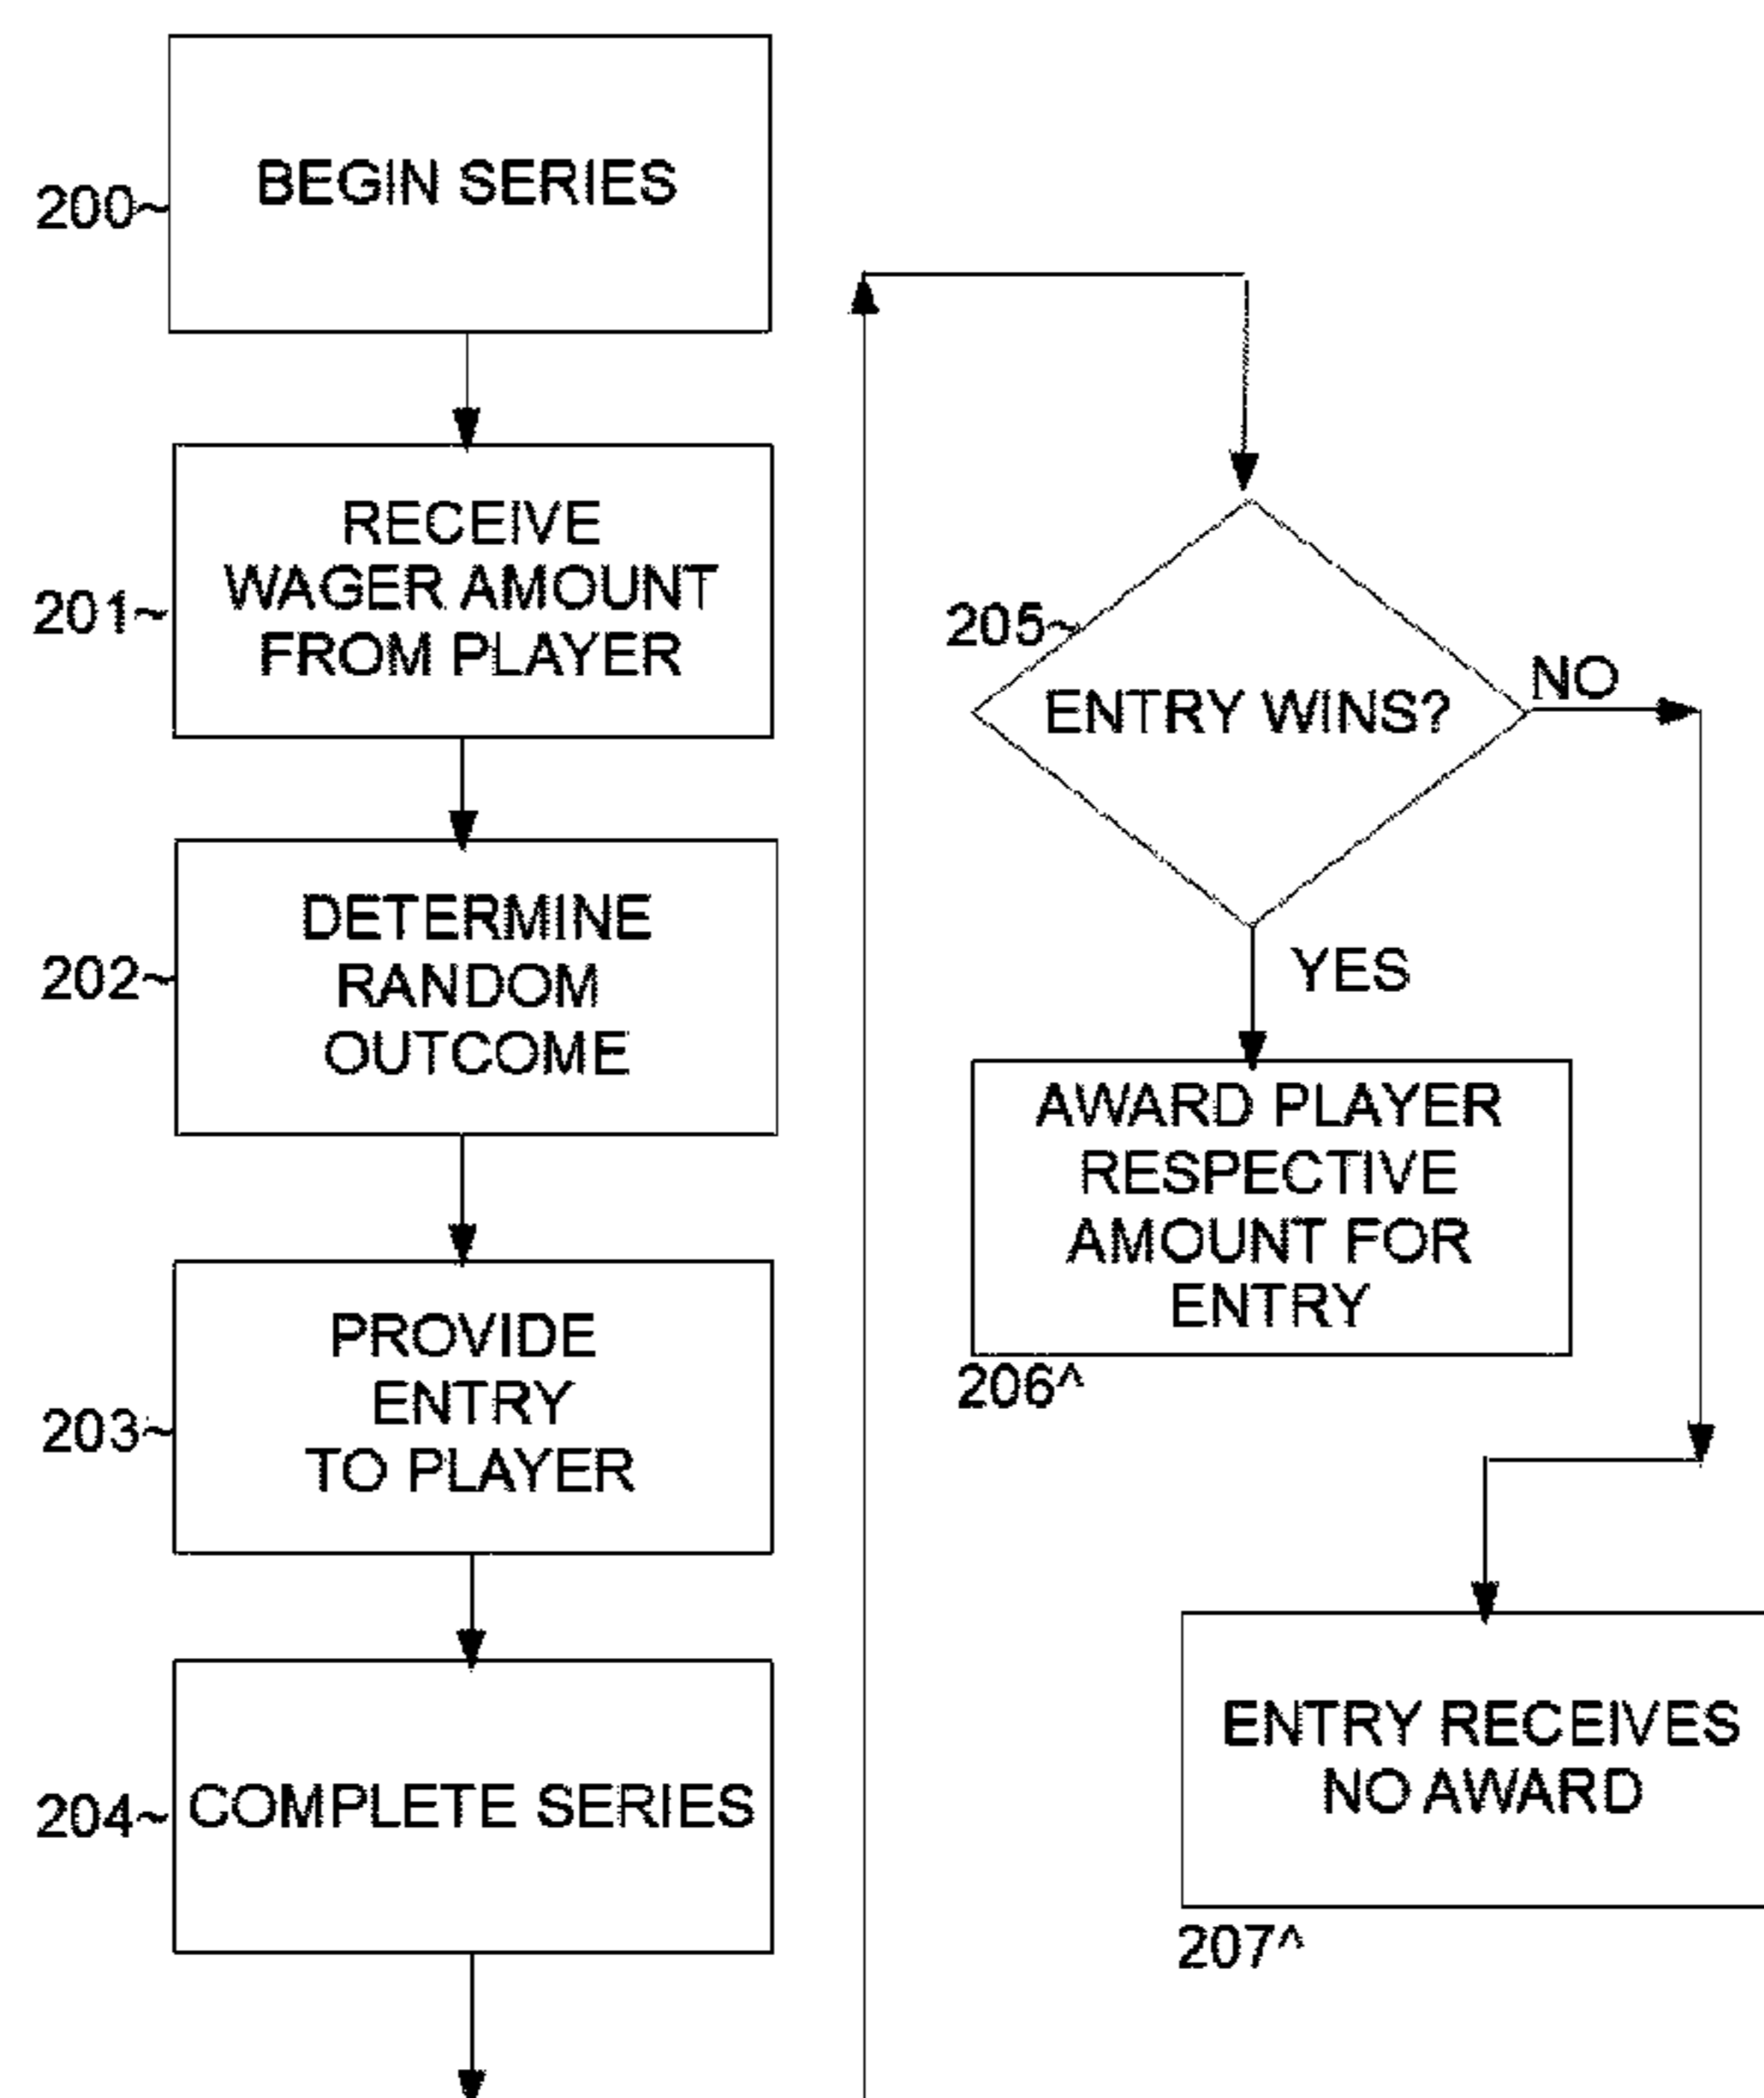 200~
BEGIN SERIES
201~
RECEIVE
WAGER AMOUNT
FROM PLAYER
202~
DETERMINE
RANDOM
OUTCOME
203~
PROVIDE
ENTRY
TO PLAYER
204~
COMPLETE SERIES
205~
ENTRY WINS?
NO
YES
AWARD PLAYER
RESPECTIVE
AMOUNT FOR
ENTRY
206^
ENTRY RECEIVES
NO AWARD
207^